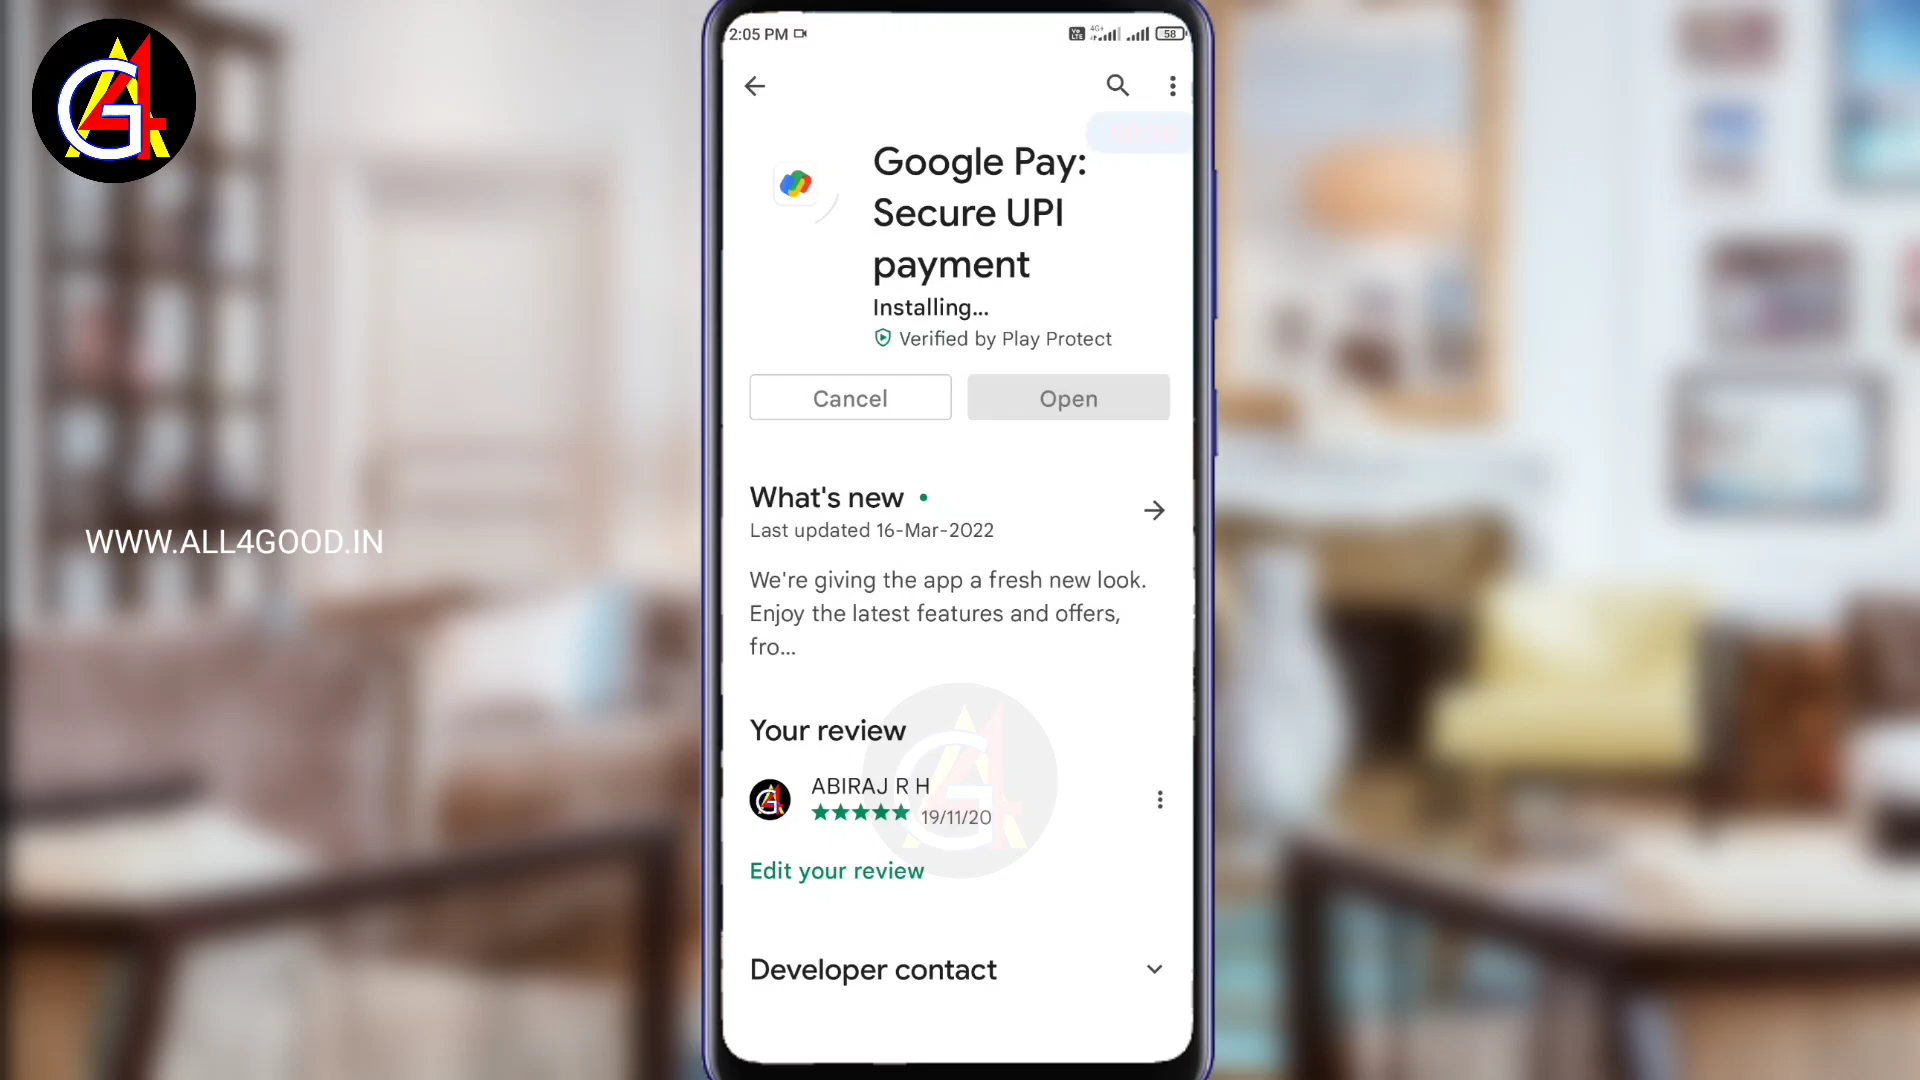 2:05 PM
4G+
58
Google Pay:
Secure UPI
payment
Installing...
Verified by Play Protect
Cancel
Open
What's new
Last updated 16-Mar-2022
We're giving the app a fresh new look.
Enjoy the latest features and offers,
fro...
Your review
ABIRAJ R H
19/11/20
Edit your review
Developer contact
WWW.ALL4GOOD.IN